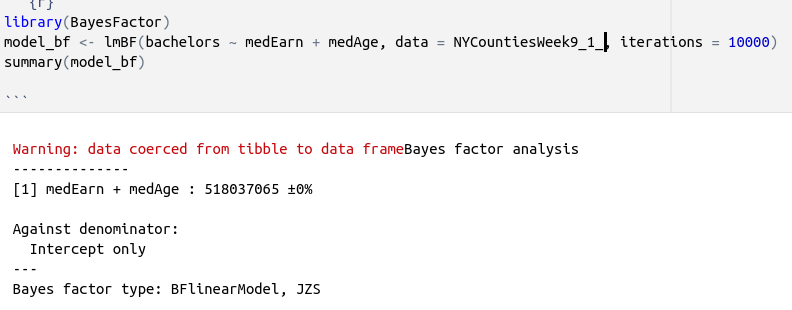 {r}
library(BayesFactor)
model_bf <- lmBF(bachelors ~ medEarn + medAge, data = NYCountiesWeek9_1_, iterations = 10000)
summary(model_bf)
```
Warning: data coerced from tibble to data frameBayes factor analysis
--------------
[1] medEarn + medAge : 518037065 ±0%
Against denominator:
Intercept only
---
Bayes factor type: BFlinearModel, JZS